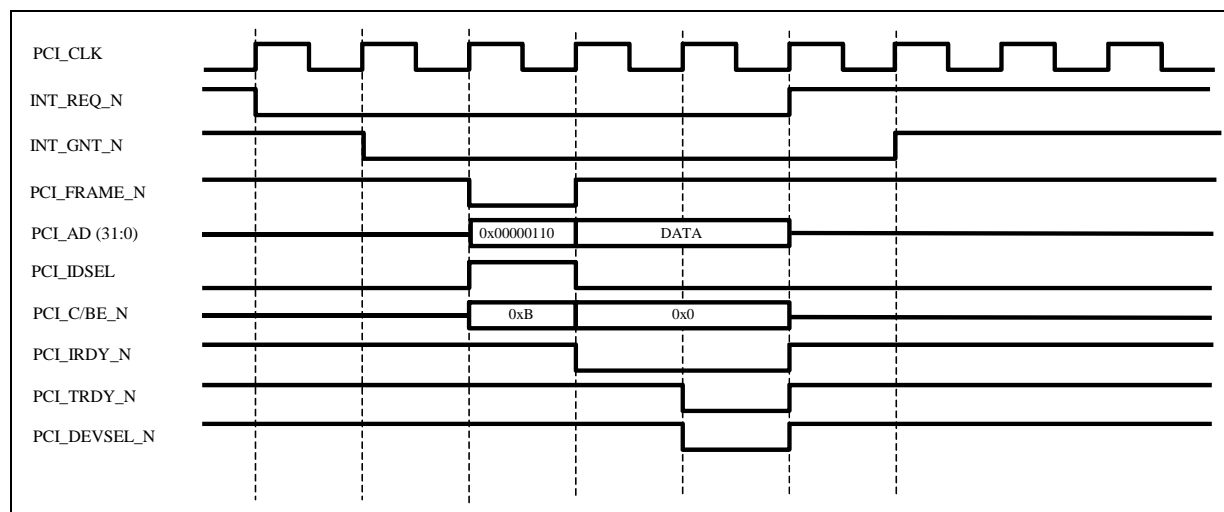 PCI_CLK
INT_REQ_N
INT_GNT_N
PCI_FRAME_N
PCI_AD (31:0) 0x00000110 DATA
PCI_IDSEL
PCI_C/BE_N 0xB 0x0
PCI_IRDY_N
PCI_TRDY_N
PCI_DEVSEL_N